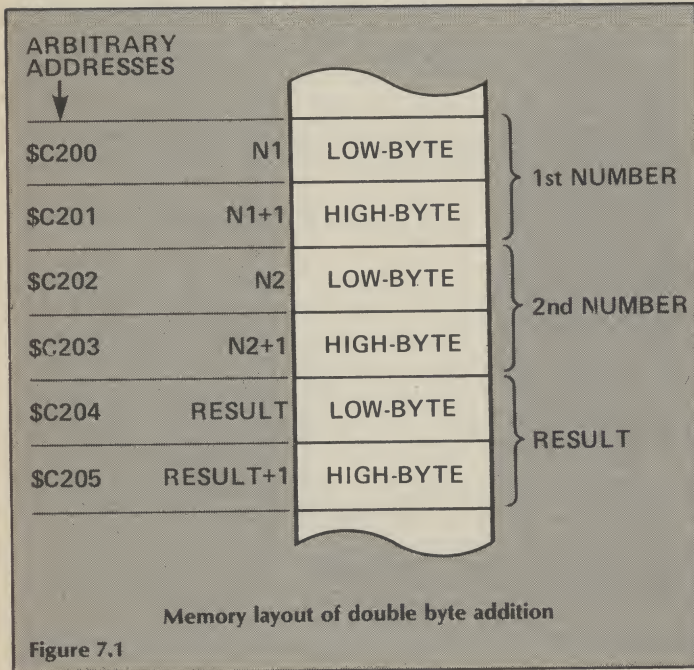 ARBITRARY
ADDRESSES
$C200 N1 LOW-BYTE
1st NUMBER
$C201 N1+1 HIGH-BYTE
$C202 N2 LOW-BYTE
2nd NUMBER
$C203 N2+1 HIGH-BYTE
$C204 RESULT LOW-BYTE
RESULT
$C205 RESULT+1 HIGH-BYTE
Memory layout of double byte addition
Figure 7.1